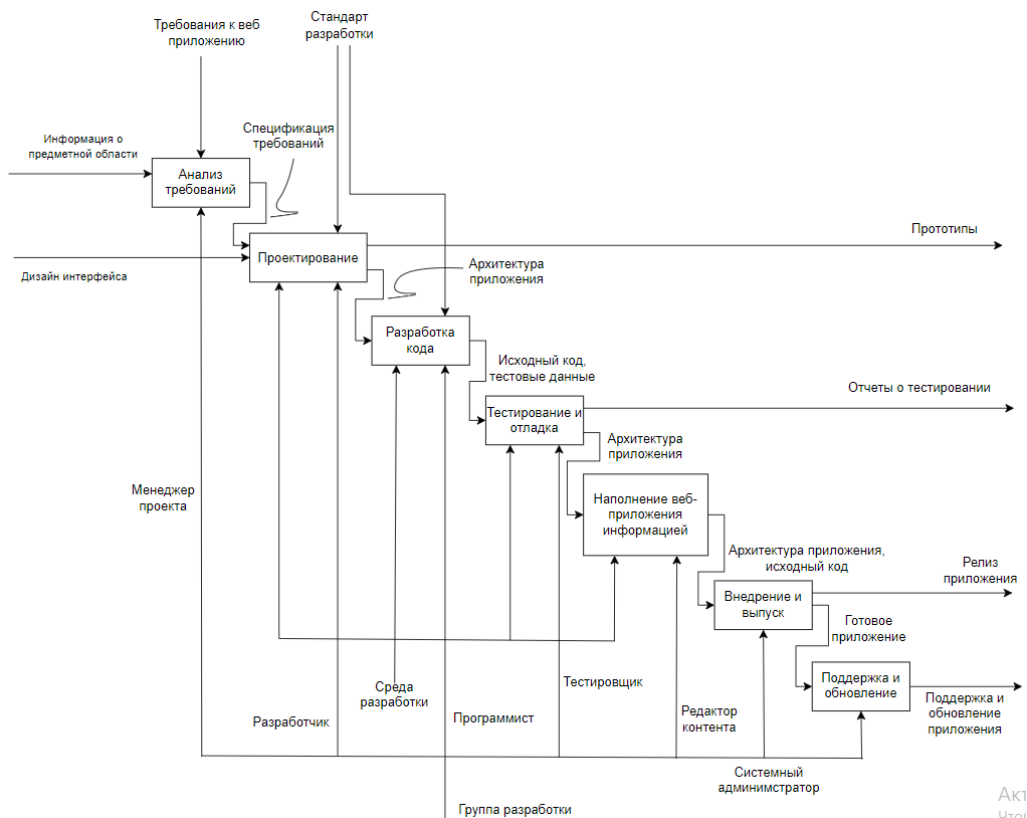 Требования к веб
приложению
Стандарт
разработки
Информация о
предметной области
Спецификация
требований
Анализ
требований
Проектирование
Прототипы
Дизайн интерфейса
Архитектура
приложения
Разработка
кода
Исходный код,
тестовые данные
Отчеты о тестировании
Тестирование и
отладка
Архитектура
приложения
Менеджер
проекта
Наполнение веб-
приложения
информацией
Архитектура приложения,
исходный код
Релиз
приложения
Внедрение и
выпуск
Готовое
приложение
Поддержка и
обновление
Поддержка и
обновление
приложения
Среда
разработки
Разработчик
Программист
Тестировщик
Редактор
контента
Системный
админимстратор
Группа разработки
Акт
Чтоб